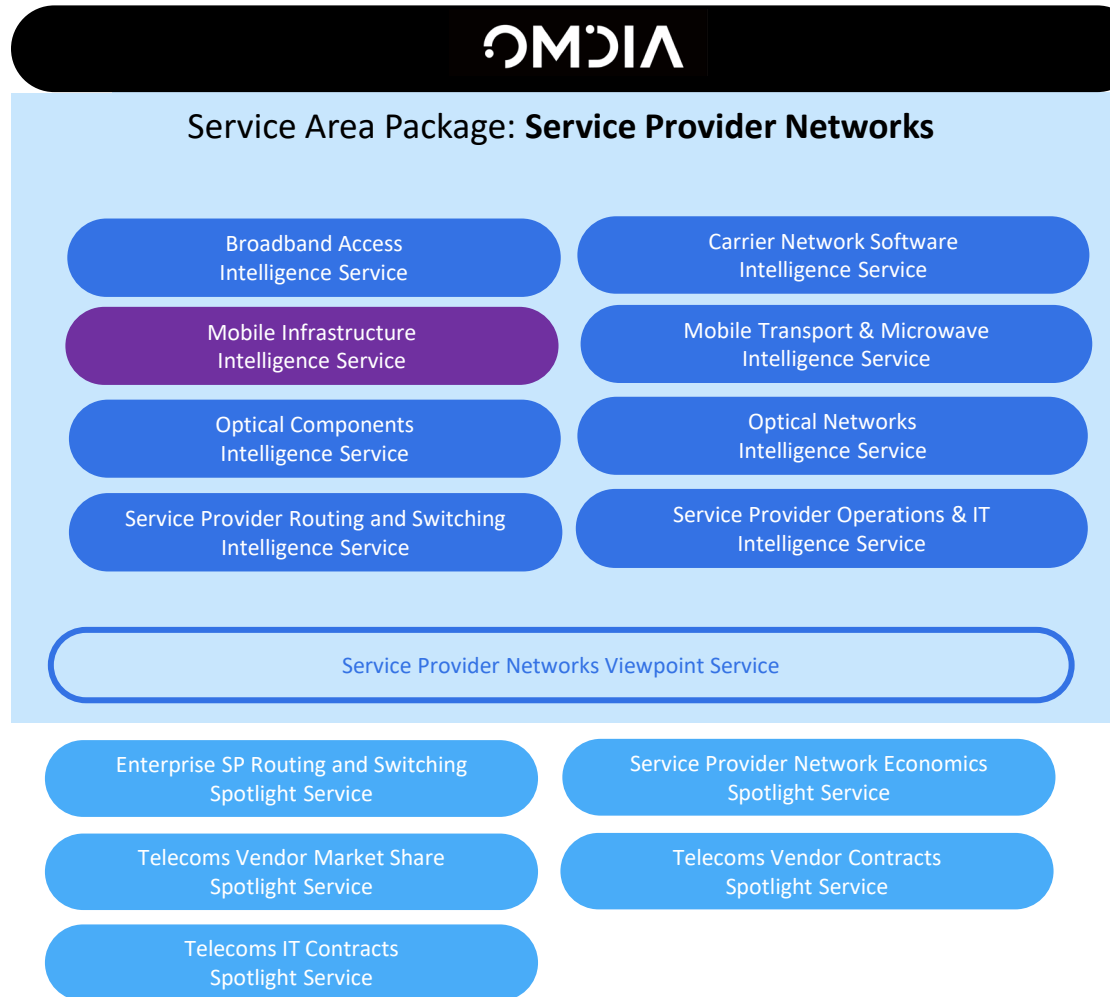 OMDIA
Service Area Package: Service Provider Networks
Broadband Access
Intelligence Service
Carrier Network Software
Intelligence Service
Mobile Infrastructure
Intelligence Service
Mobile Transport & Microwave
Intelligence Service
Optical Components
Intelligence Service
Optical Networks
Intelligence Service
Service Provider Routing and Switching
Intelligence Service
Service Provider Operations & IT
Intelligence Service
Service Provider Networks Viewpoint Service
Enterprise SP Routing and Switching
Spotlight Service
Service Provider Network Economics
Spotlight Service
Telecoms Vendor Market Share
Spotlight Service
Telecoms Vendor Contracts
Spotlight Service
Telecoms IT Contracts
Spotlight Service